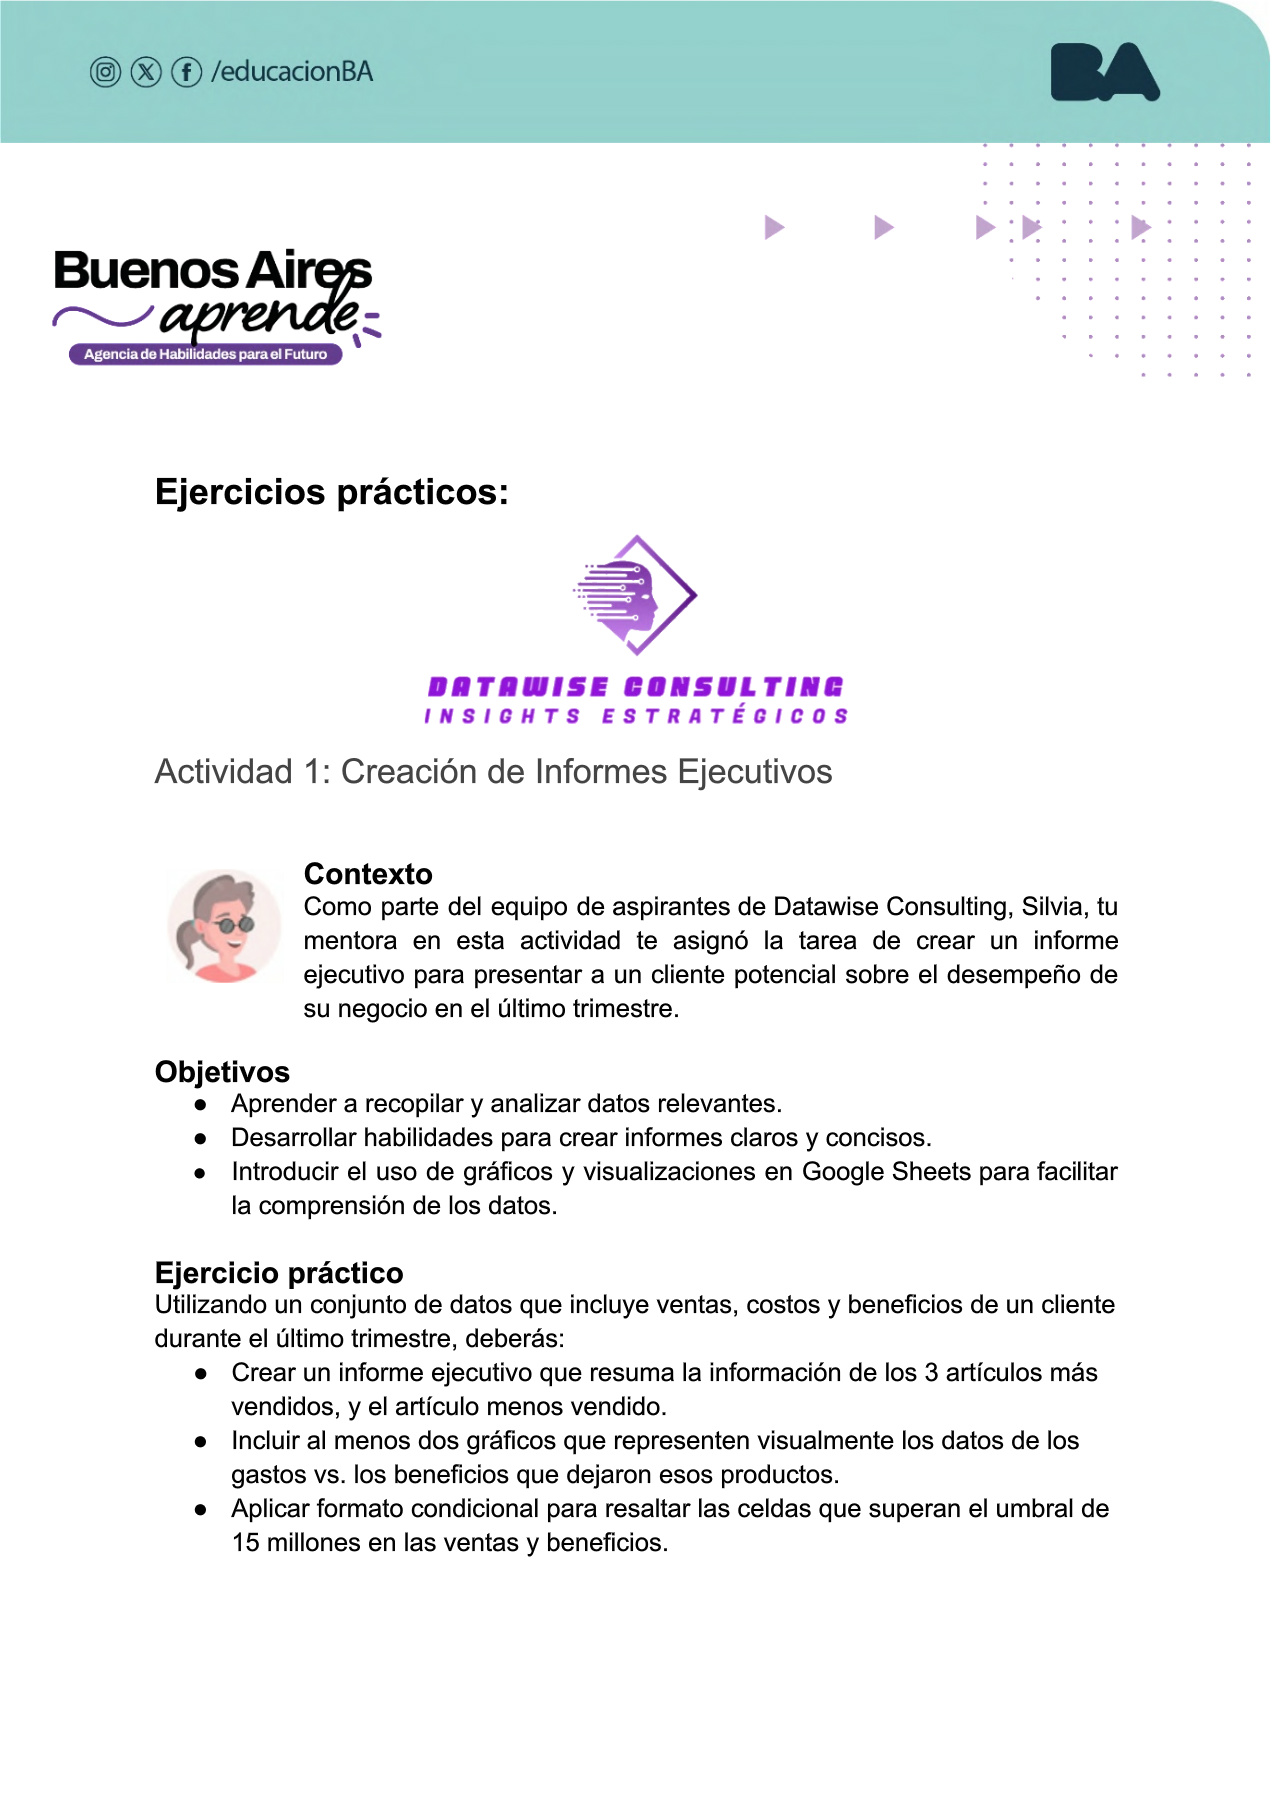 /educacionBA
BA
Buenos Aires
aprende
Agencia de Habilidades para el Futuro
Ejercicios prácticos:
DATAWISE CONSULTING
INSIGHTS ESTRATÉGICOS
Actividad 1: Creación de Informes Ejecutivos
Contexto
Como parte del equipo de aspirantes de Datawise Consulting, Silvia, tu
mentora en esta actividad te asignó la tarea de crear un informe
ejecutivo para presentar a un cliente potencial sobre el desempeño de
su negocio en el último trimestre.
Objetivos
● Aprender a recopilar y analizar datos relevantes.
● Desarrollar habilidades para crear informes claros y concisos.
● Introducir el uso de gráficos y visualizaciones en Google Sheets para facilitar
la comprensión de los datos.
Ejercicio práctico
Utilizando un conjunto de datos que incluye ventas, costos y beneficios de un cliente
durante el último trimestre, deberás:
● Crear un informe ejecutivo que resuma la información de los 3 artículos más
vendidos, y el artículo menos vendido.
● Incluir al menos dos gráficos que representen visualmente los datos de los
gastos vs. los beneficios que dejaron esos productos.
● Aplicar formato condicional para resaltar las celdas que superan el umbral de
15 millones en las ventas y beneficios.